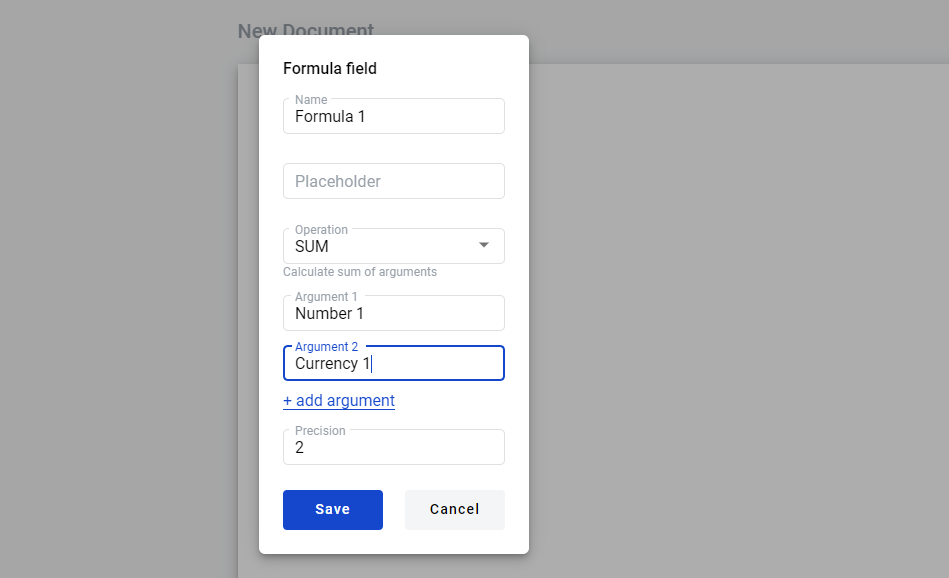 New Document
Formula field
Name
Formula 1
Placeholder
Operation
SUM
Calculate sum of arguments
Argument 1
Number 1
Argument 2
Currency 1
+ add argument
Precision
2
Save Cancel